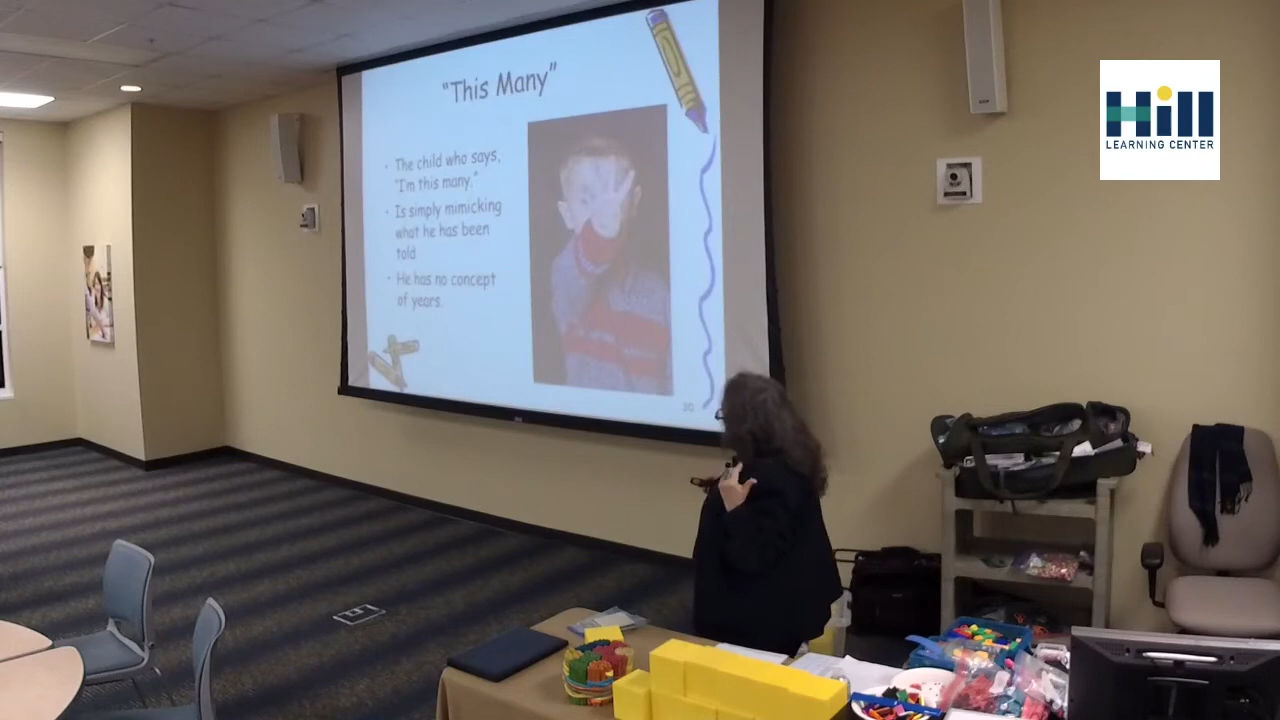 "This Many"
• The child who says,
"I'm this many."
• Is simply mimicking
what he has been
told
• He has no concept
of years.
Hill
LEARNING CENTER